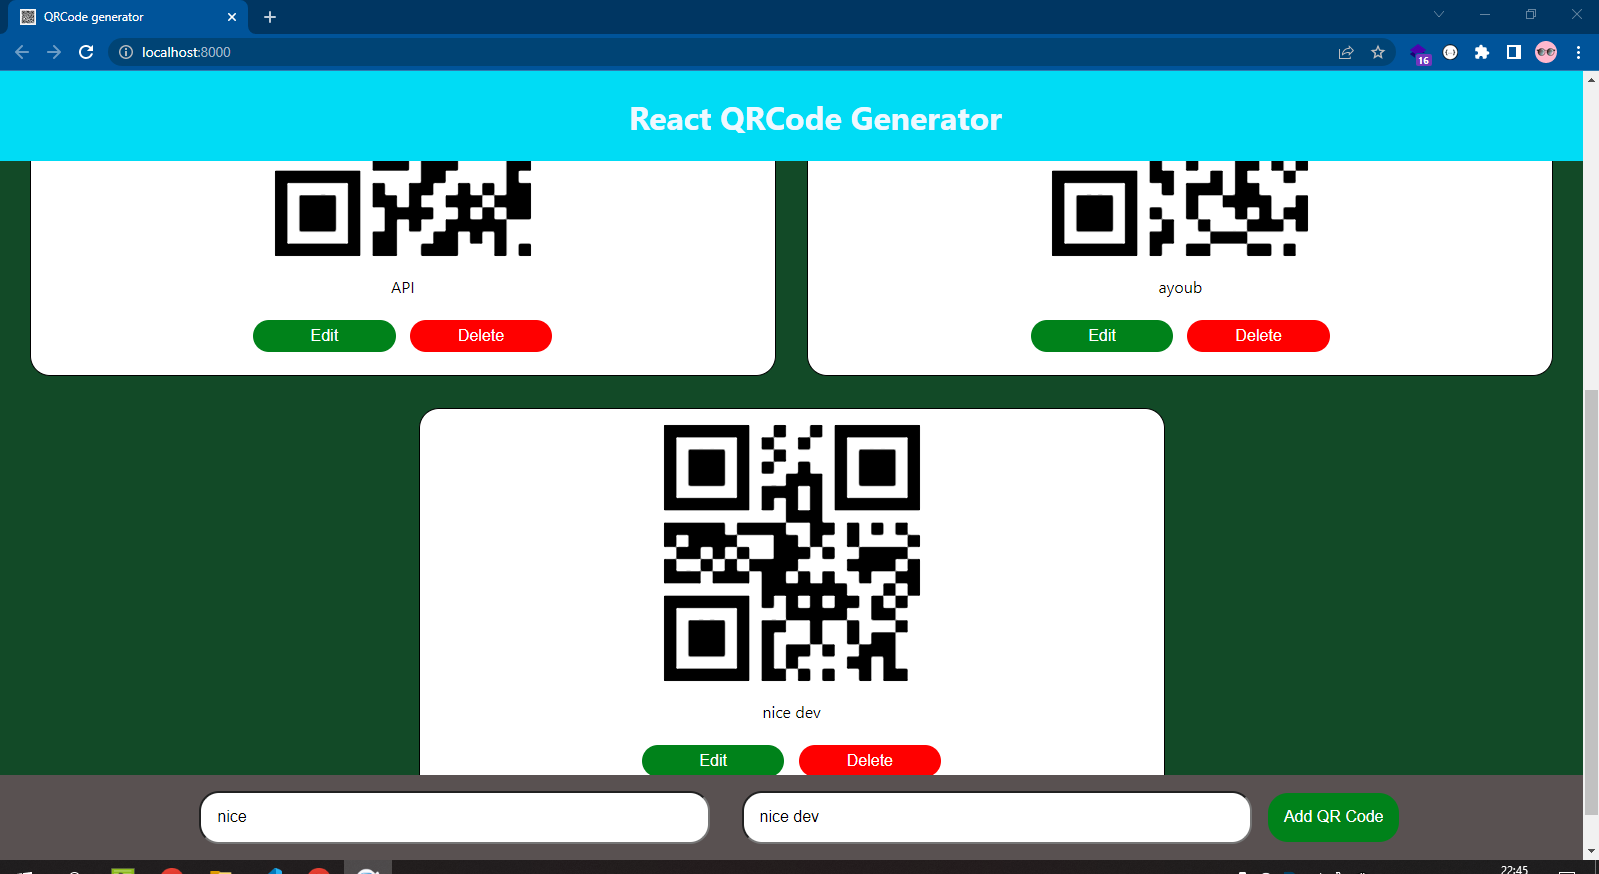 QRCode generator
localhost:8000
16
React QRCode Generator
API
ayoub
Edit Delete
Edit Delete
nice dev
Edit Delete
nice
nice dev
Add QR Code
22:45